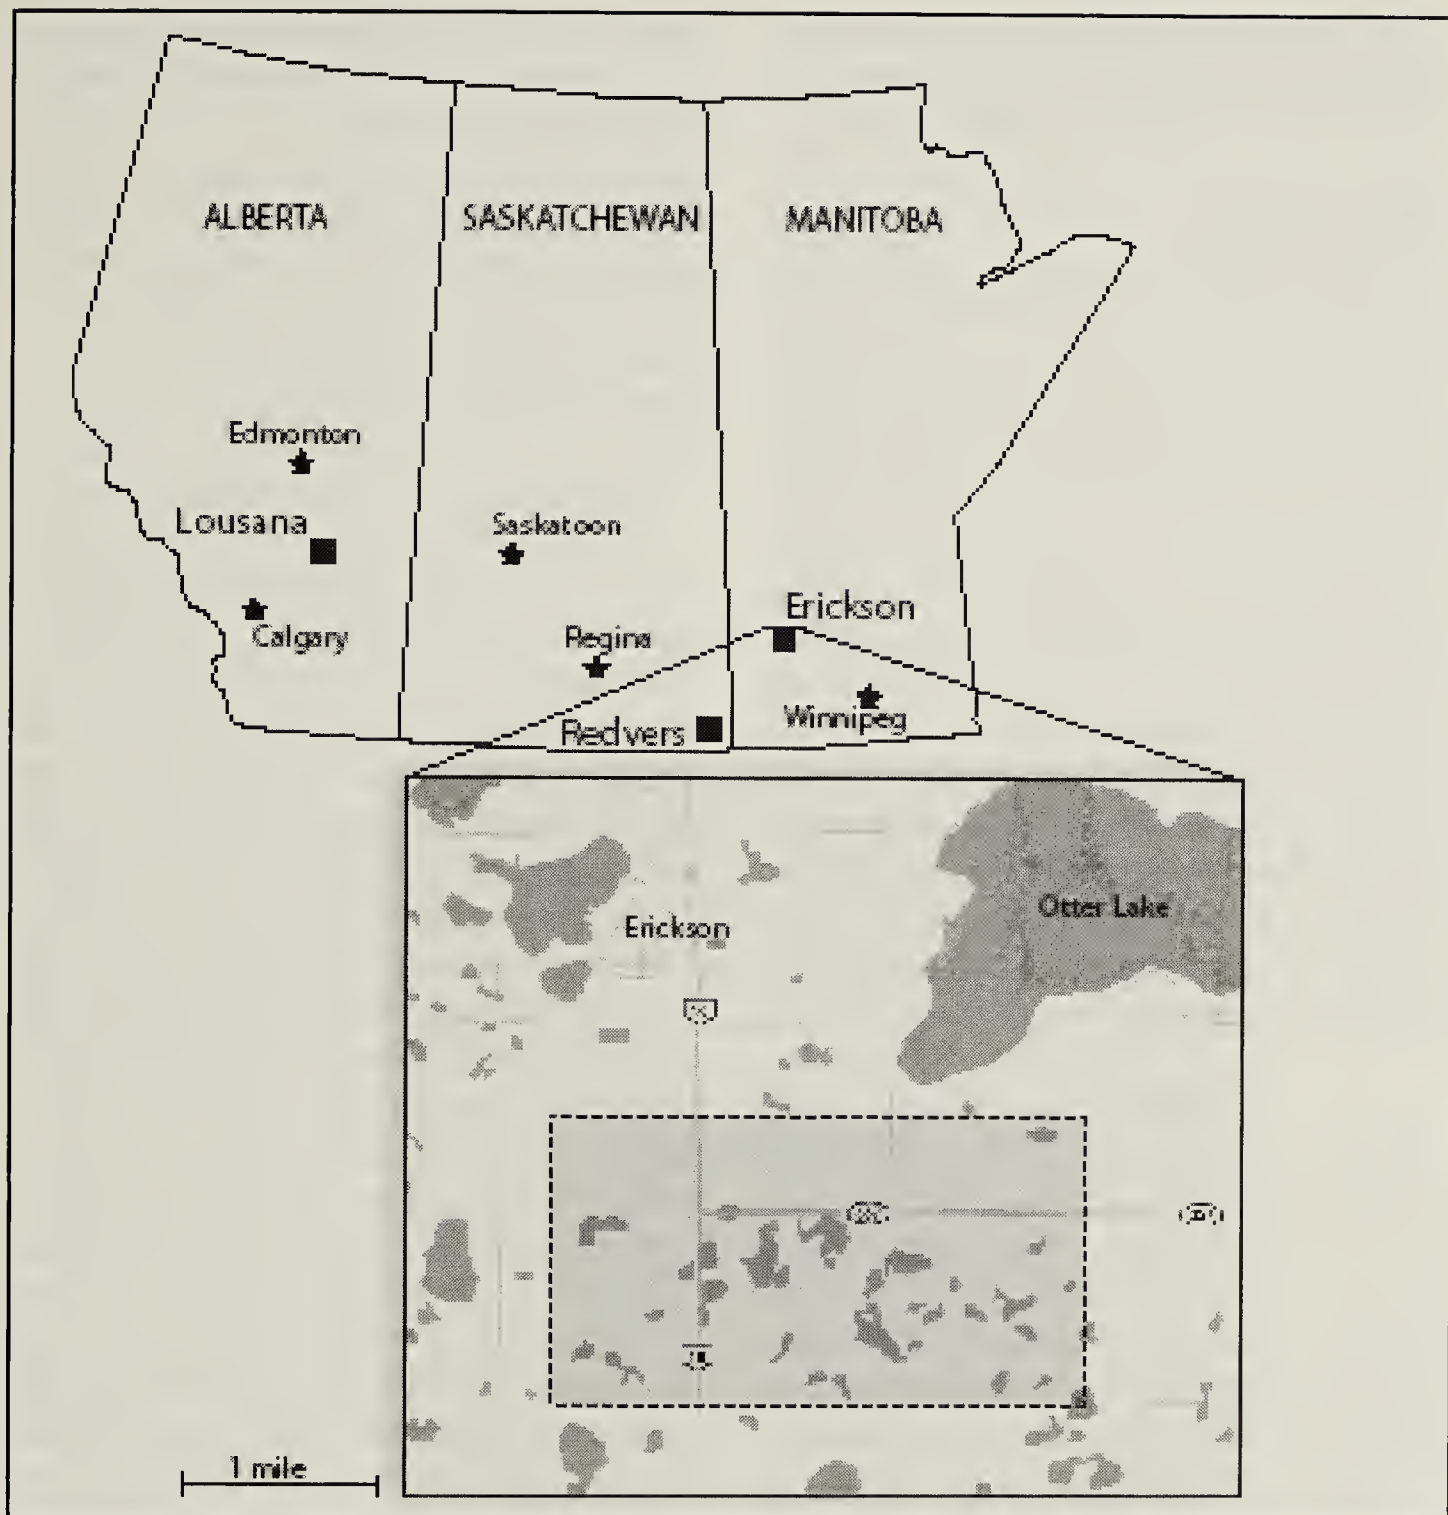 ALBERTA
SASKATCHEWAN
MANITOBA
Edmonton
Lousana
Saskatoon
Calgary
Erickson
Regina
Winnipeg
Redvers
Otter Lake
Erickson
1 mile